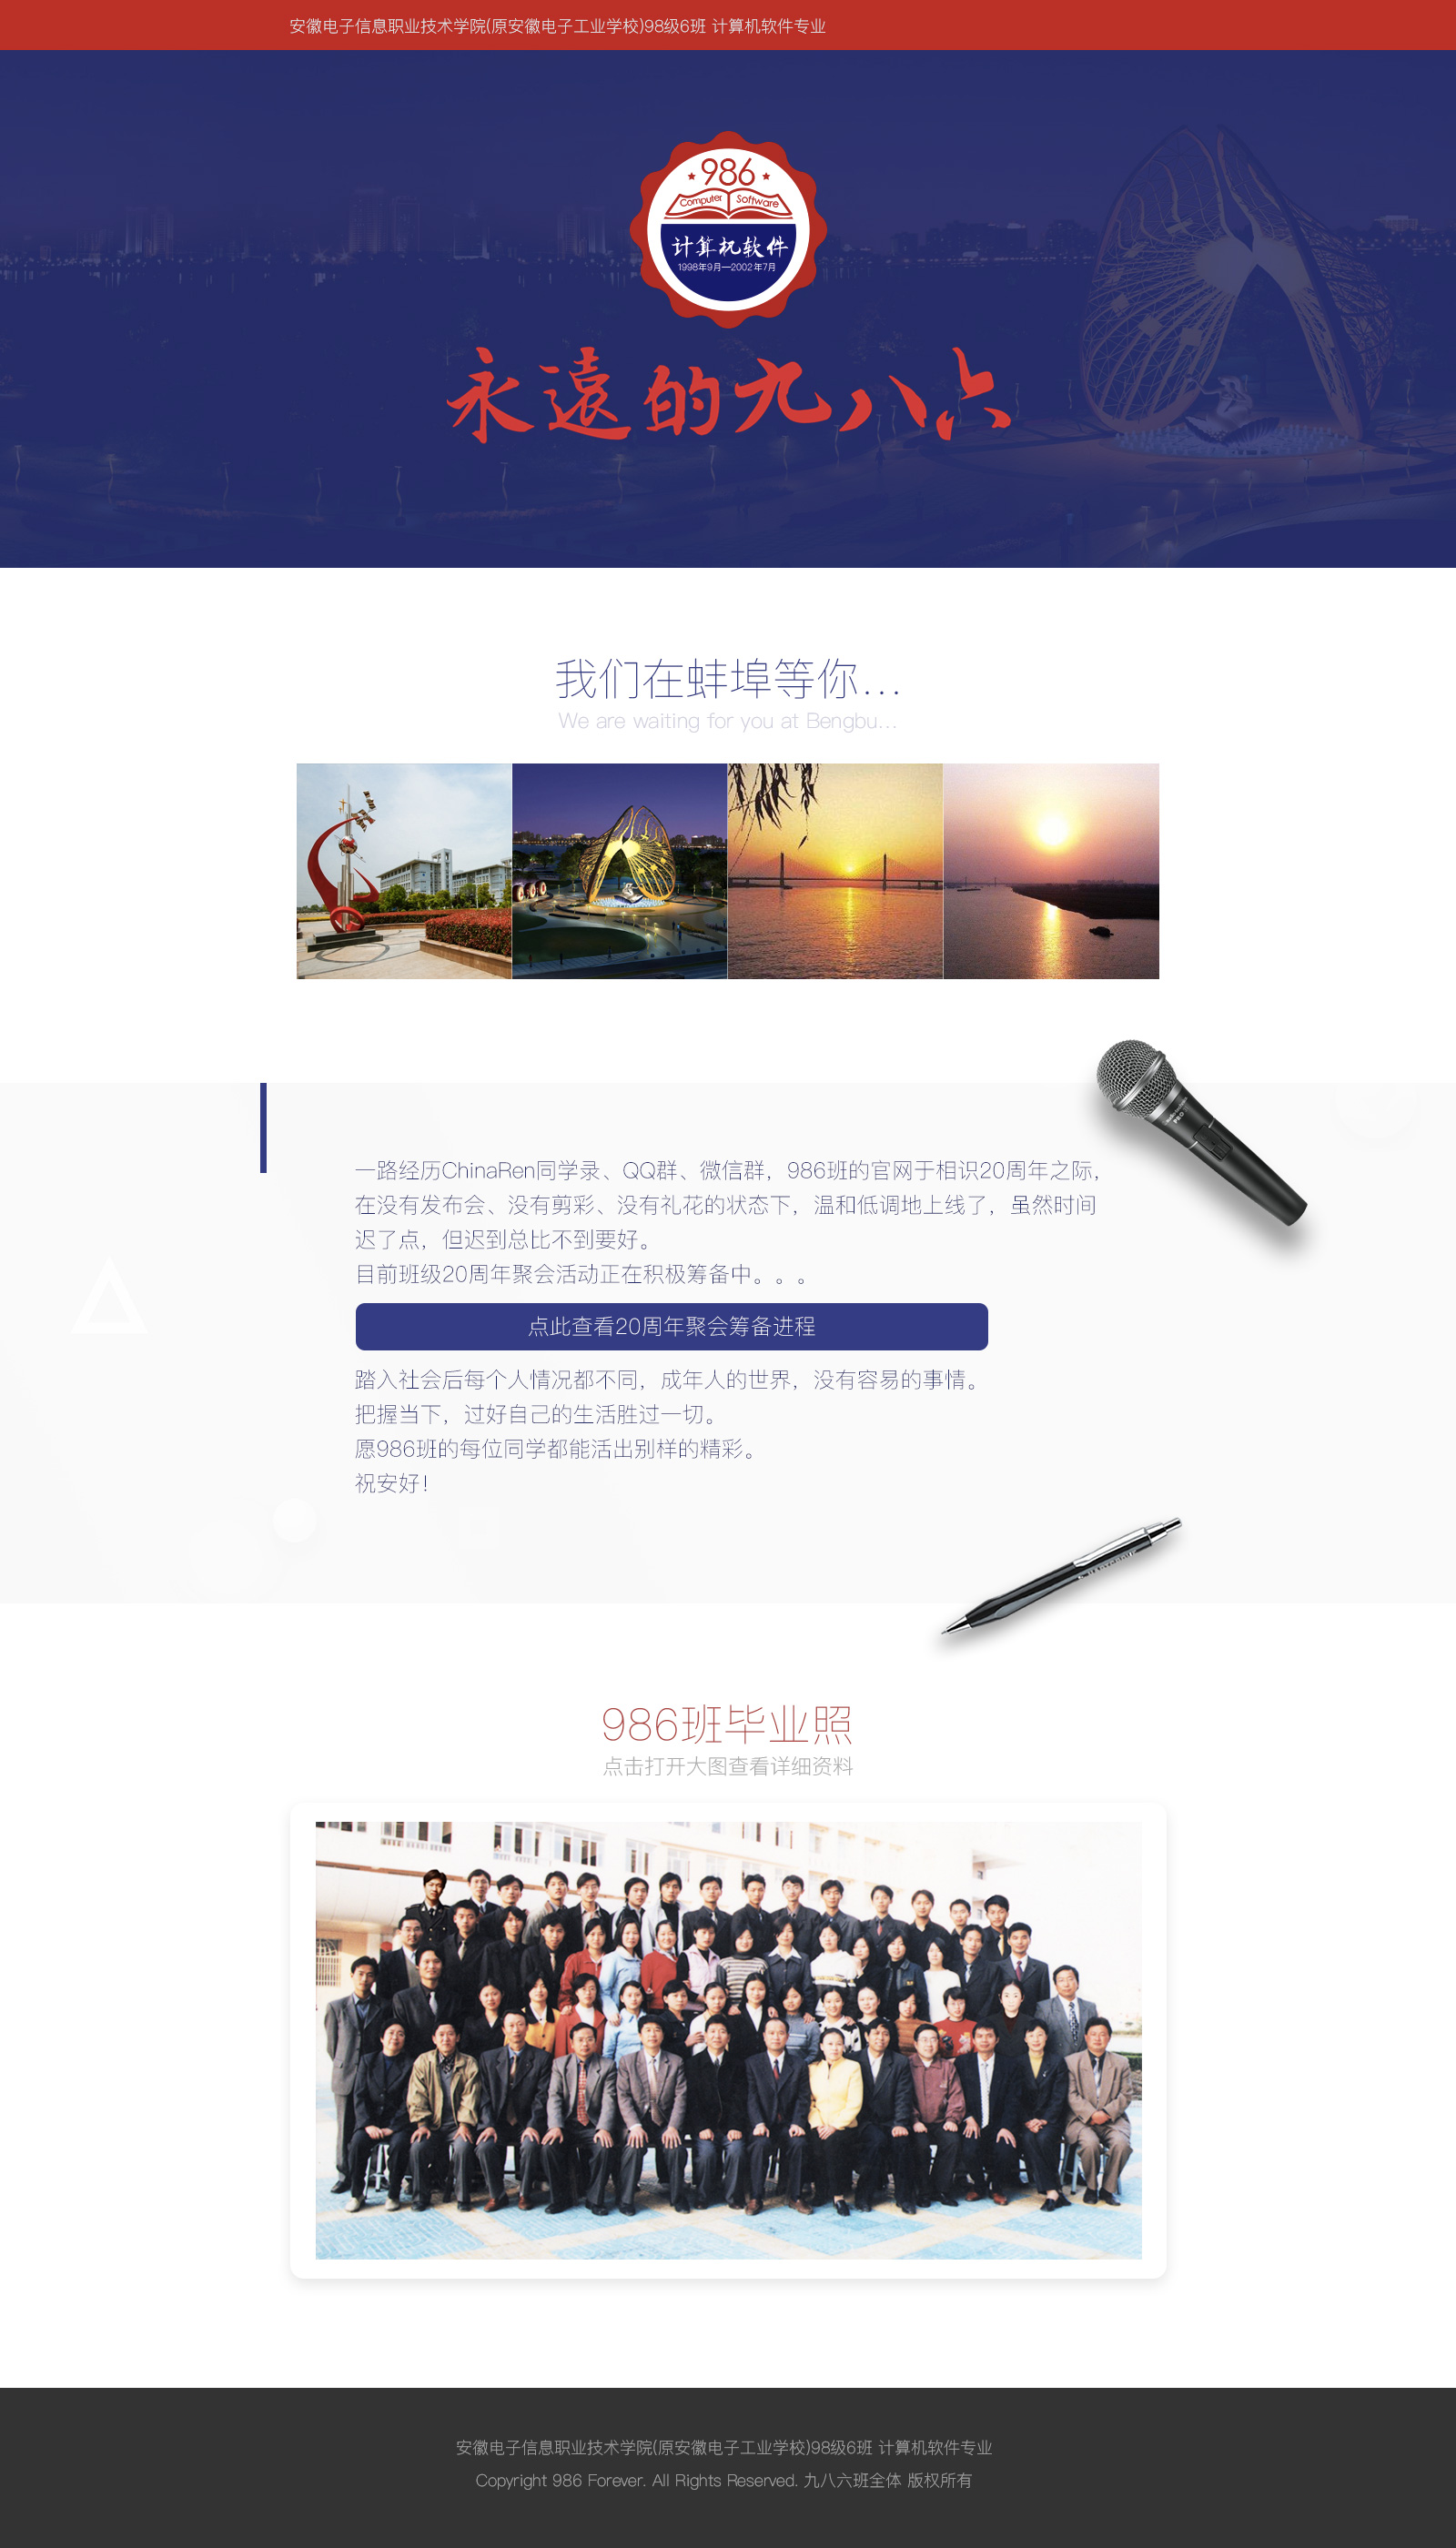 安徽电子信息职业技术学院(原安徽电子工业学校)98级6班 计算机软件专业
986
Computer Software
计算机软件
1998年9月—2002年7月
永遠的九八六
我们在蚌埠等你...
We are waiting for you at Bengbu...
一路经历ChinaRen同学录、QQ群、微信群，986班的官网于相识20周年之际，
在没有发布会、没有剪彩、没有礼花的状态下，温和低调地上线了，虽然时间
迟了点，但迟到总比不到要好。
目前班级20周年聚会活动正在积极筹备中。。。
点此查看20周年聚会筹备进程
踏入社会后每个人情况都不同，成年人的世界，没有容易的事情。
把握当下，过好自己的生活胜过一切。
愿986班的每位同学都能活出别样的精彩。
祝安好！
986班毕业照
点击打开大图查看详细资料
安徽电子信息职业技术学院(原安徽电子工业学校)98级6班 计算机软件专业
Copyright 986 Forever. All Rights Reserved. 九八六班全体 版权所有